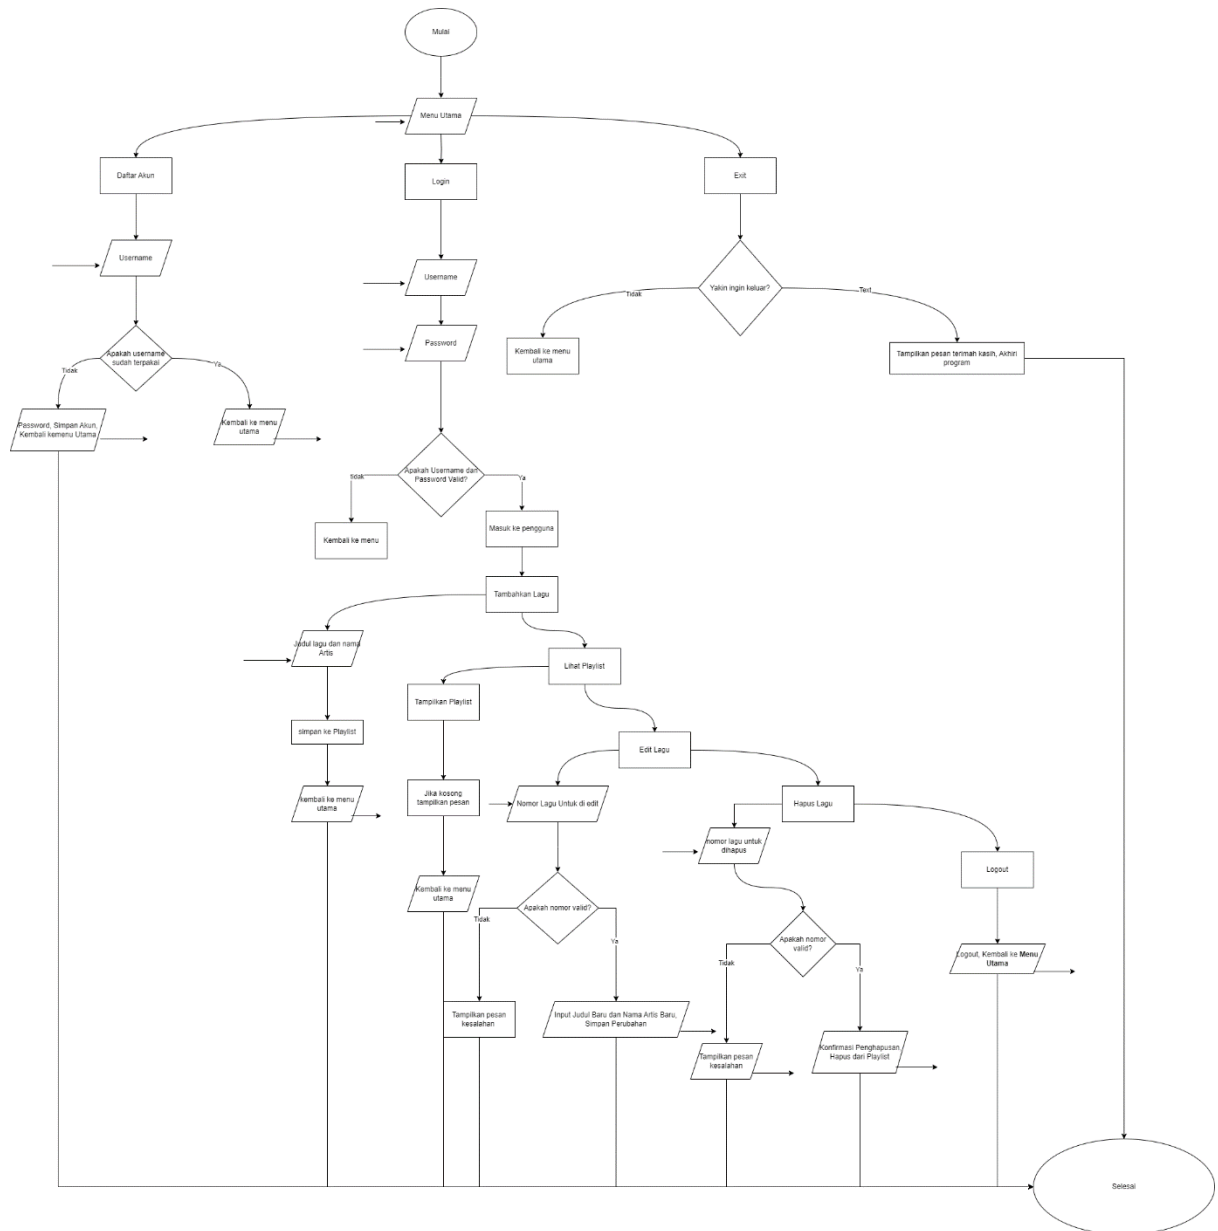 Mulai
Menu Utama
Daftar Akun
Login
Exit
Username
Username
Yakin ingin keluar?
Tidak
Text
Password
Kembali ke menu
utama
Tampilkan pesan terimah kasih, Akhiri
program
Apakah username
sudah terpakai
Tidak
Ya
Password, Simpan Akun,
Kembali kemenu Utama
Kembali ke menu
utama
Apakah Username dan
Password Valid?
tidak
Ya
Masuk ke pengguna
Kembali ke menu
Tambahkan Lagu
Judul lagu dan nama
Artis
Lihat Playlist
Tampilkan Playlist
simpan ke Playlist
Edit Lagu
kembali ke menu
utama
Jika kosong
tampilkan pesan
Nomor Lagu Untuk di edit
Hapus Lagu
nomor lagu untuk
dihapus
Logout
Kembali ke menu
utama
Apakah nomor valid?
Tidak
Ya
Apakah nomor
valid?
Tidak
Ya
Logout, Kembali ke Menu
Utama
Tampilkan pesan
kesalahan
Input Judul Baru dan Nama Artis Baru,
Simpan Perubahan
Tampilkan pesan
kesalahan
Konfirmasi Penghapusan
Hapus dari Playlist
Selesai